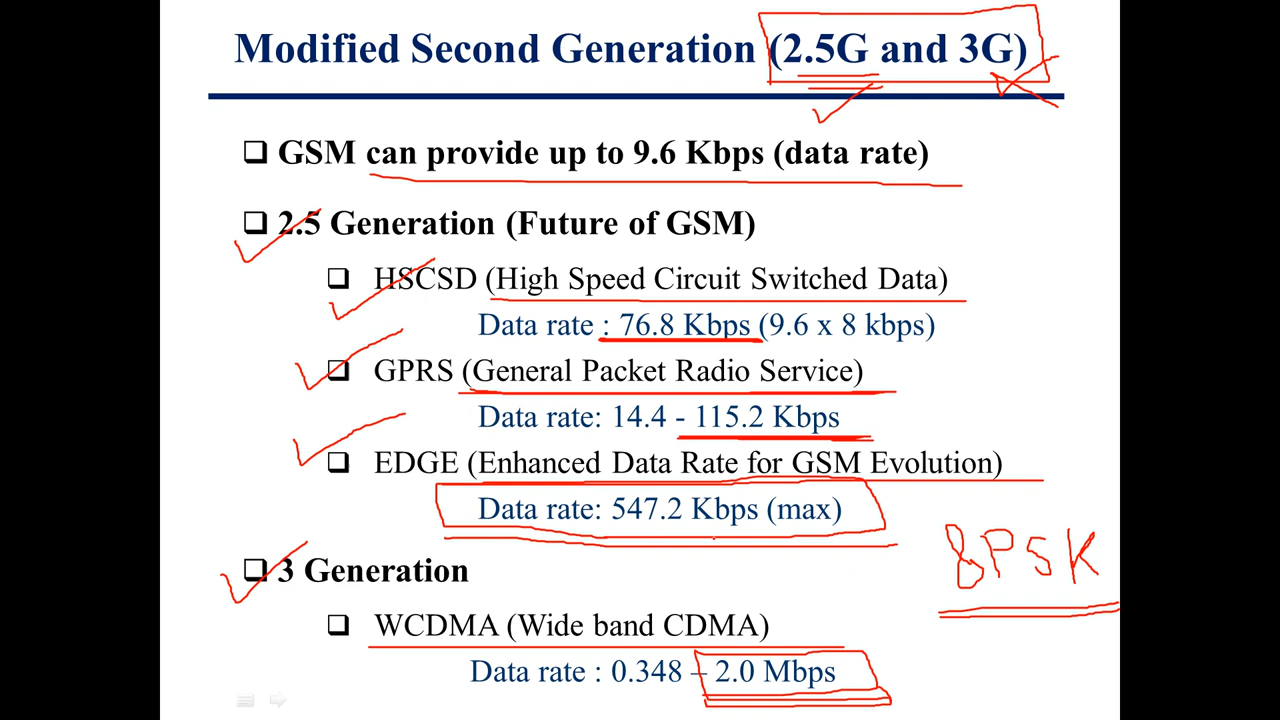 Modified Second Generation (2.5G and 3G)
GSM can provide up to 9.6 Kbps (data rate)
2.5 Generation (Future of GSM)
HSCSD (High Speed Circuit Switched Data)
Data rate : 76.8 Kbps (9.6 x 8 kbps)
GPRS (General Packet Radio Service)
Data rate: 14.4 - 115.2 Kbps
EDGE (Enhanced Data Rate for GSM Evolution)
Data rate: 547.2 Kbps (max)
8PSK
3 Generation
WCDMA (Wide band CDMA)
Data rate : 0.348 – 2.0 Mbps